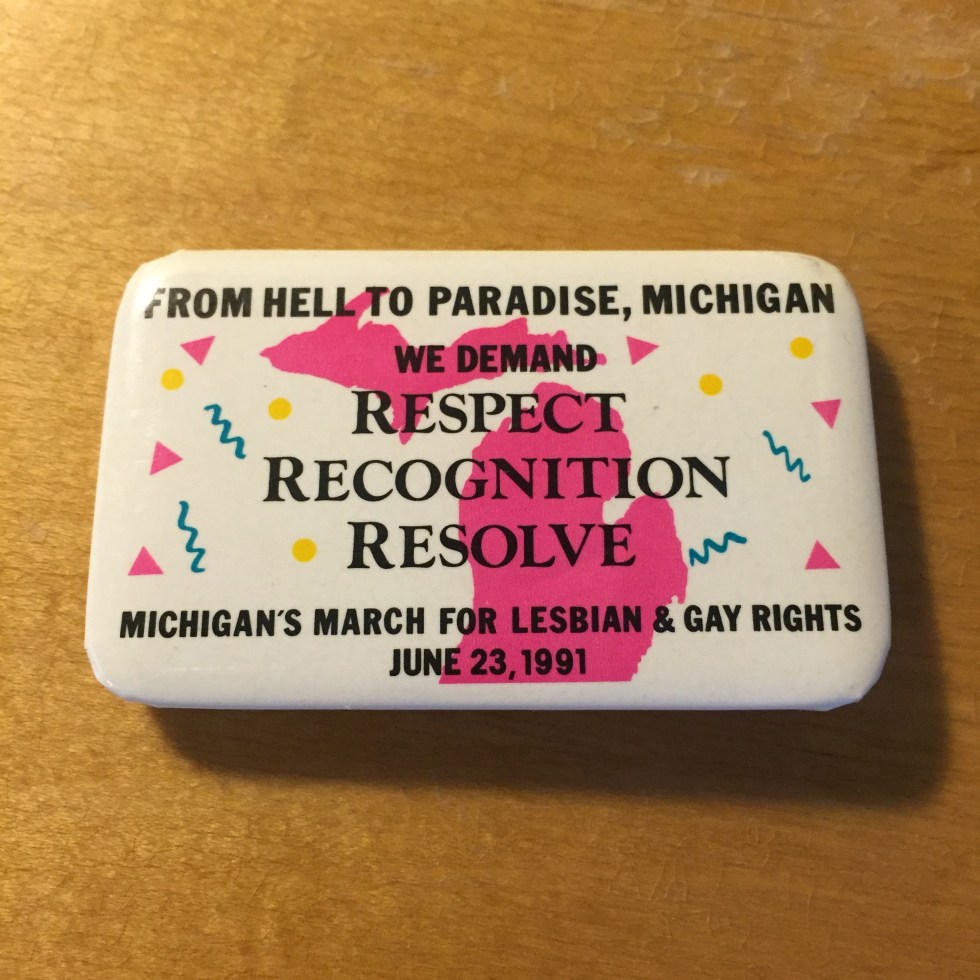 FROM HELL TO PARADISE, MICHIGAN
WE DEMAND
RESPECT
RECOGNITION
RESOLVE
MICHIGAN'S MARCH FOR LESBIAN & GAY RIGHTS
JUNE 23, 1991